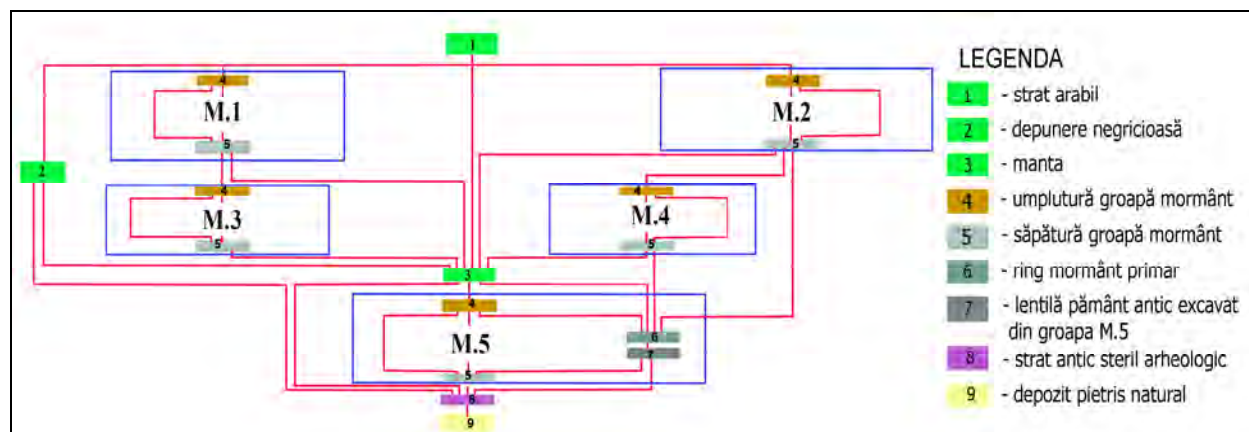 1
4
M.1
5
4
M.2
5
2
4
M.3
5
4
M.4
5
3
4
M.5
6
7
5
8
9
LEGENDA
1 - strat arabil
2 - depunere negricioasă
3 - manta
4 - umplutură groapă mormânt
5 - săpătură groapă mormânt
6 - ring mormânt primar
7 - lentilă pământ antic excavat
din groapa M.5
8 - strat antic steril arheologic
9 - depozit pietris natural